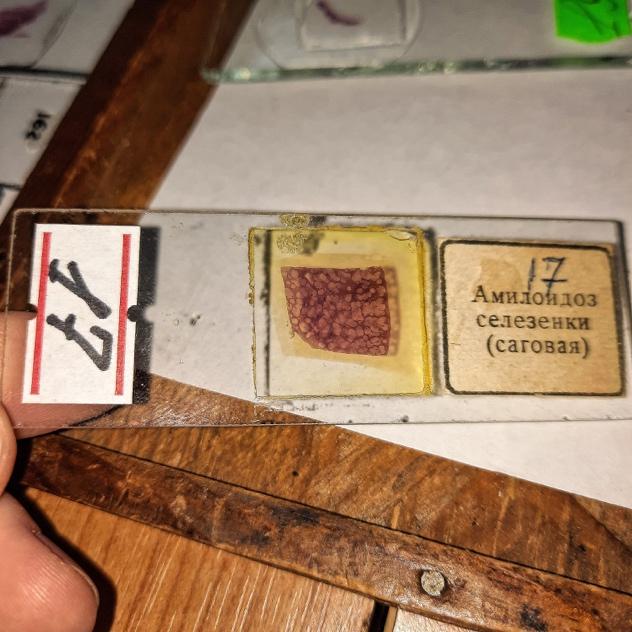 17
17
Амилоидоз
селезенки
(саговая)